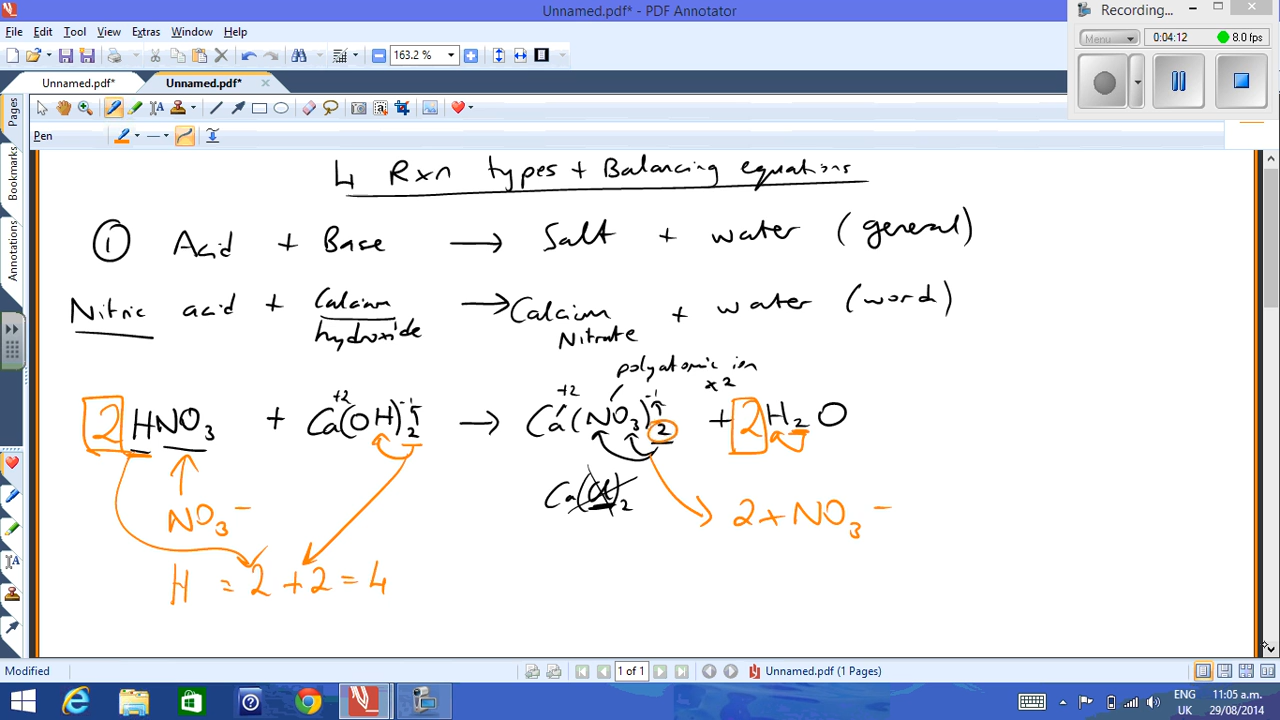 Unnamed.pdf* - PDF Annotator
Recording...
File Edit Tool View Extras Window Help
Menu 0:04:12 8.0 fps
163.2 %
Unnamed.pdf* Unnamed.pdf*
Pages
Bookmarks
Annotations
Pen
4 Rxn types + Balancing equations
① Acid + Base → Salt + water (general)
Nitric acid + Calcium hydroxide → Calcium Nitrate + water (word)
polyatomic ion
x 2
+2 -1 +2 -1
2 HNO3 + Ca(OH)2 → Ca(NO3)2 + 2 H2O
Ca(Cl)2
NO3 - 2 x NO3 -
H = 2 + 2 = 4
Modified 1 of 1 Unnamed.pdf (1 Pages)
ENG 11:05 a.m.
UK 29/08/2014